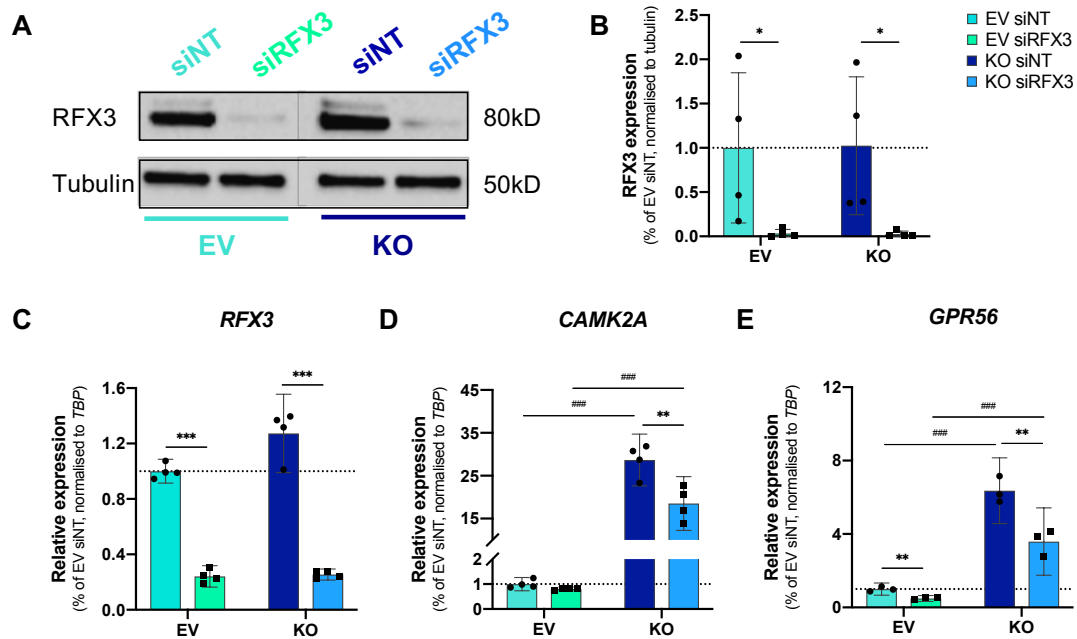 A
siNT siRFX3 siNT siRFX3
RFX3 80kD
Tubulin 50kD
EV KO
B
RFX3 expression
(% of EV siNT, normalised to tubulin)
2.5
2.0
1.5
1.0
0.5
0.0
* *
EV KO
EV siNT
EV siRFX3
KO siNT
KO siRFX3
C
RFX3
Relative expression
(% of EV siNT, normalised to TBP)
1.6
1.2
0.8
0.4
0.0
*** ***
EV KO
D
CAMK2A
Relative expression
(% of EV siNT, normalised to TBP)
45
35
25
15
2
1
0
###
###
**
EV KO
E
GPR56
Relative expression
(% of EV siNT, normalised to TBP)
12
10
8
6
4
2
0
###
###
**
**
EV KO